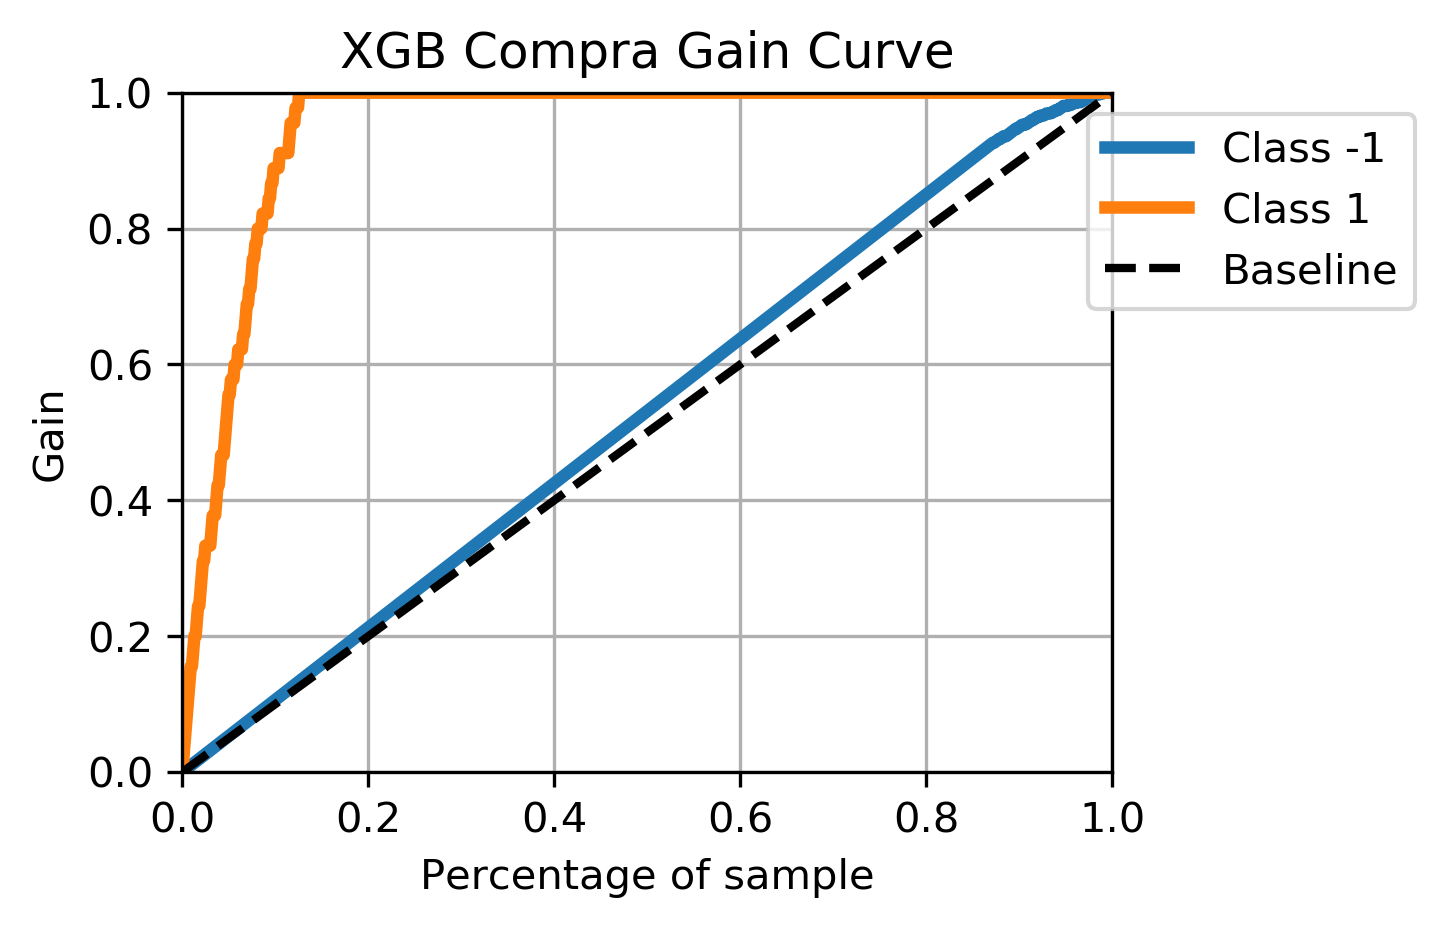 XGB Compra Gain Curve
1.0
0.8
0.6
0.4
0.2
0.0
Gain
0.0 0.2 0.4 0.6 0.8 1.0
Percentage of sample
Class -1
Class 1
Baseline